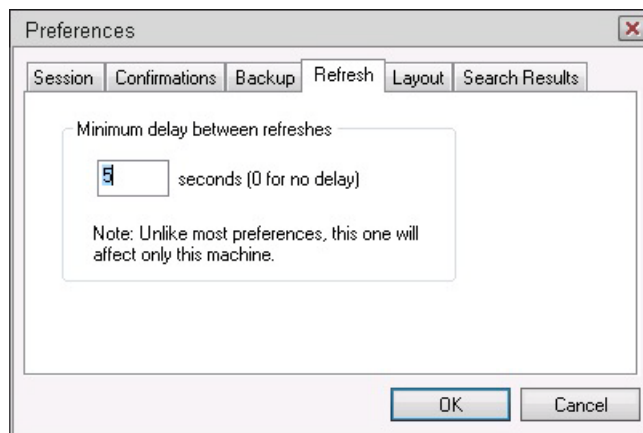 Preferences
Session Confirmations Backup Refresh Layout Search Results
Minimum delay between refreshes
5 seconds (0 for no delay)
Note: Unlike most preferences, this one will
affect only this machine.
OK Cancel